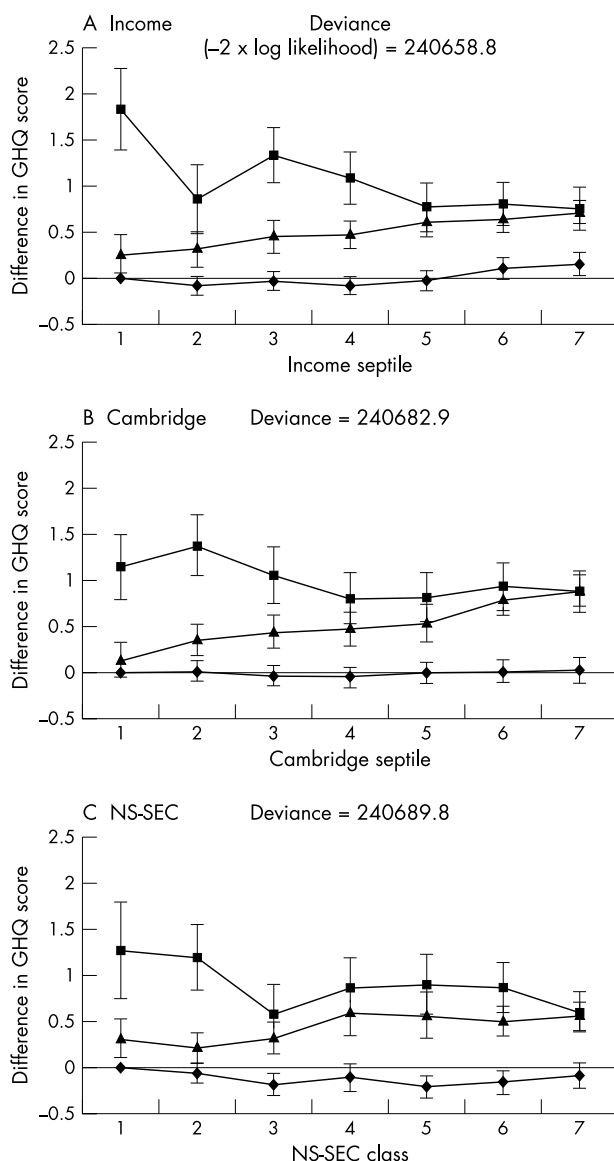 A Income Deviance
(–2 x log likelihood) = 240658.8
2.5
2
1.5
1
0.5
0
–0.5
Difference in GHQ score
1 2 3 4 5 6 7
Income septile
B Cambridge Deviance = 240682.9
2.5
2
1.5
1
0.5
0
–0.5
Difference in GHQ score
1 2 3 4 5 6 7
Cambridge septile
C NS-SEC Deviance = 240689.8
2.5
2
1.5
1
0.5
0
–0.5
Difference in GHQ score
1 2 3 4 5 6 7
NS-SEC class